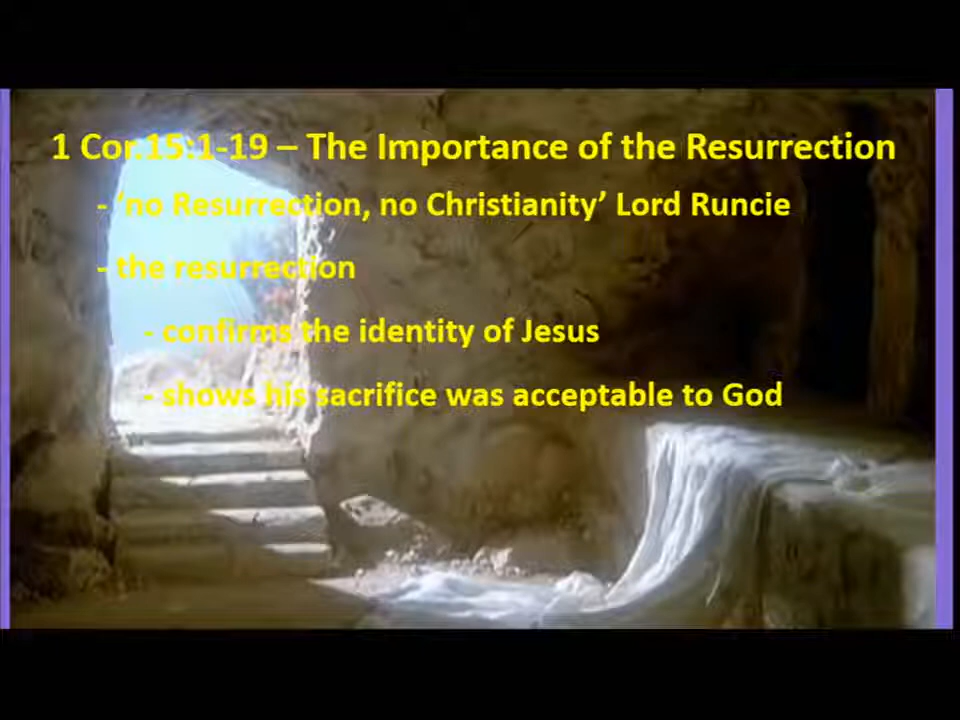 1 Cor.15:1-19 – The Importance of the Resurrection
- ‘no Resurrection, no Christianity’ Lord Runcie
- the resurrection
- confirms the identity of Jesus
- shows his sacrifice was acceptable to God